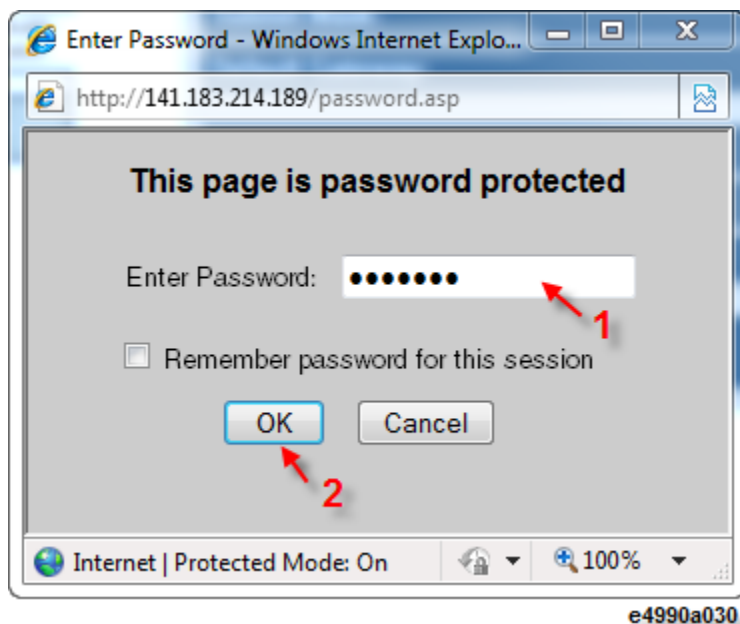 Enter Password - Windows Internet Explo...
http://141.183.214.189/password.asp
This page is password protected
Enter Password: •••••••
1
Remember password for this session
OK Cancel
2
Internet | Protected Mode: On 100%
e4990a030